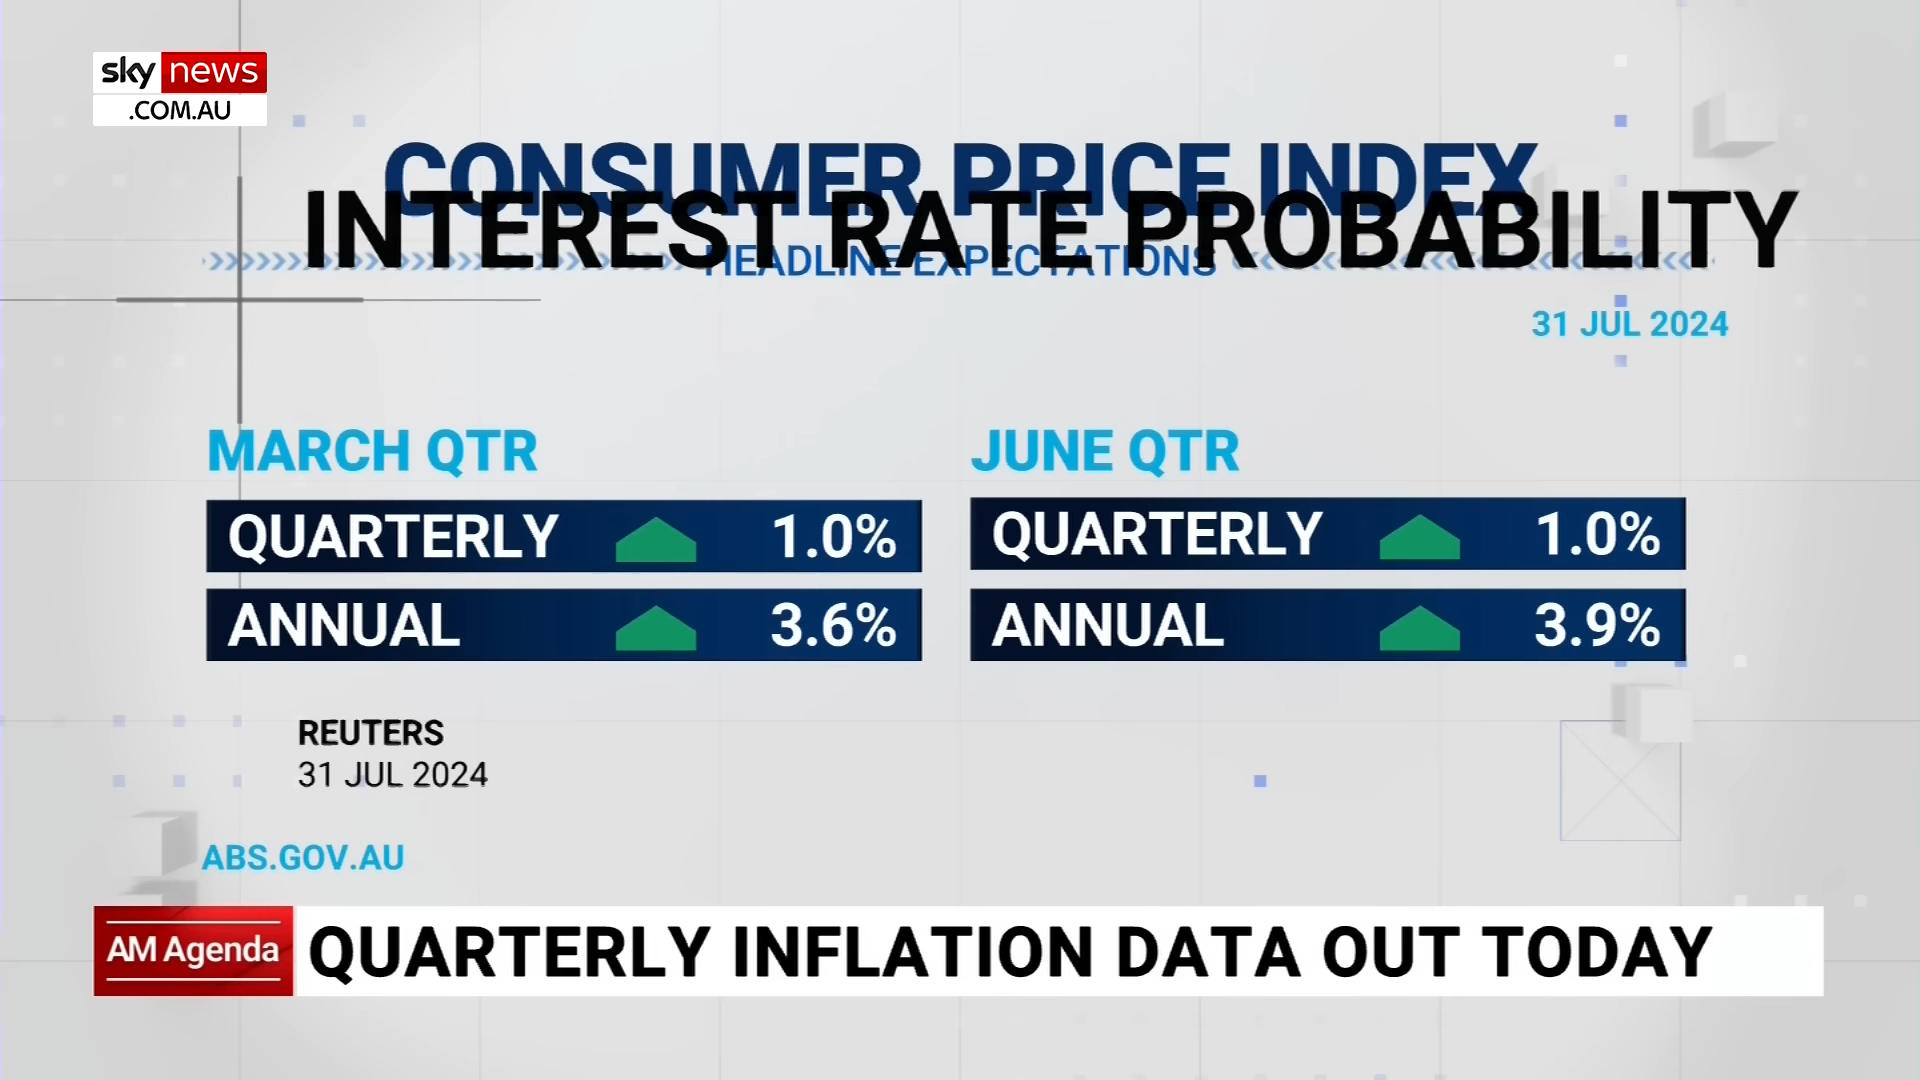 sky news
.COM.AU
CONSUMER PRICE INDEX
INTEREST RATE PROBABILITY
HEADLINE EXPECTATIONS
31 JUL 2024
MARCH QTR
JUNE QTR
QUARTERLY 1.0%
QUARTERLY 1.0%
ANNUAL 3.6%
ANNUAL 3.9%
REUTERS
31 JUL 2024
ABS.GOV.AU
AM Agenda
QUARTERLY INFLATION DATA OUT TODAY